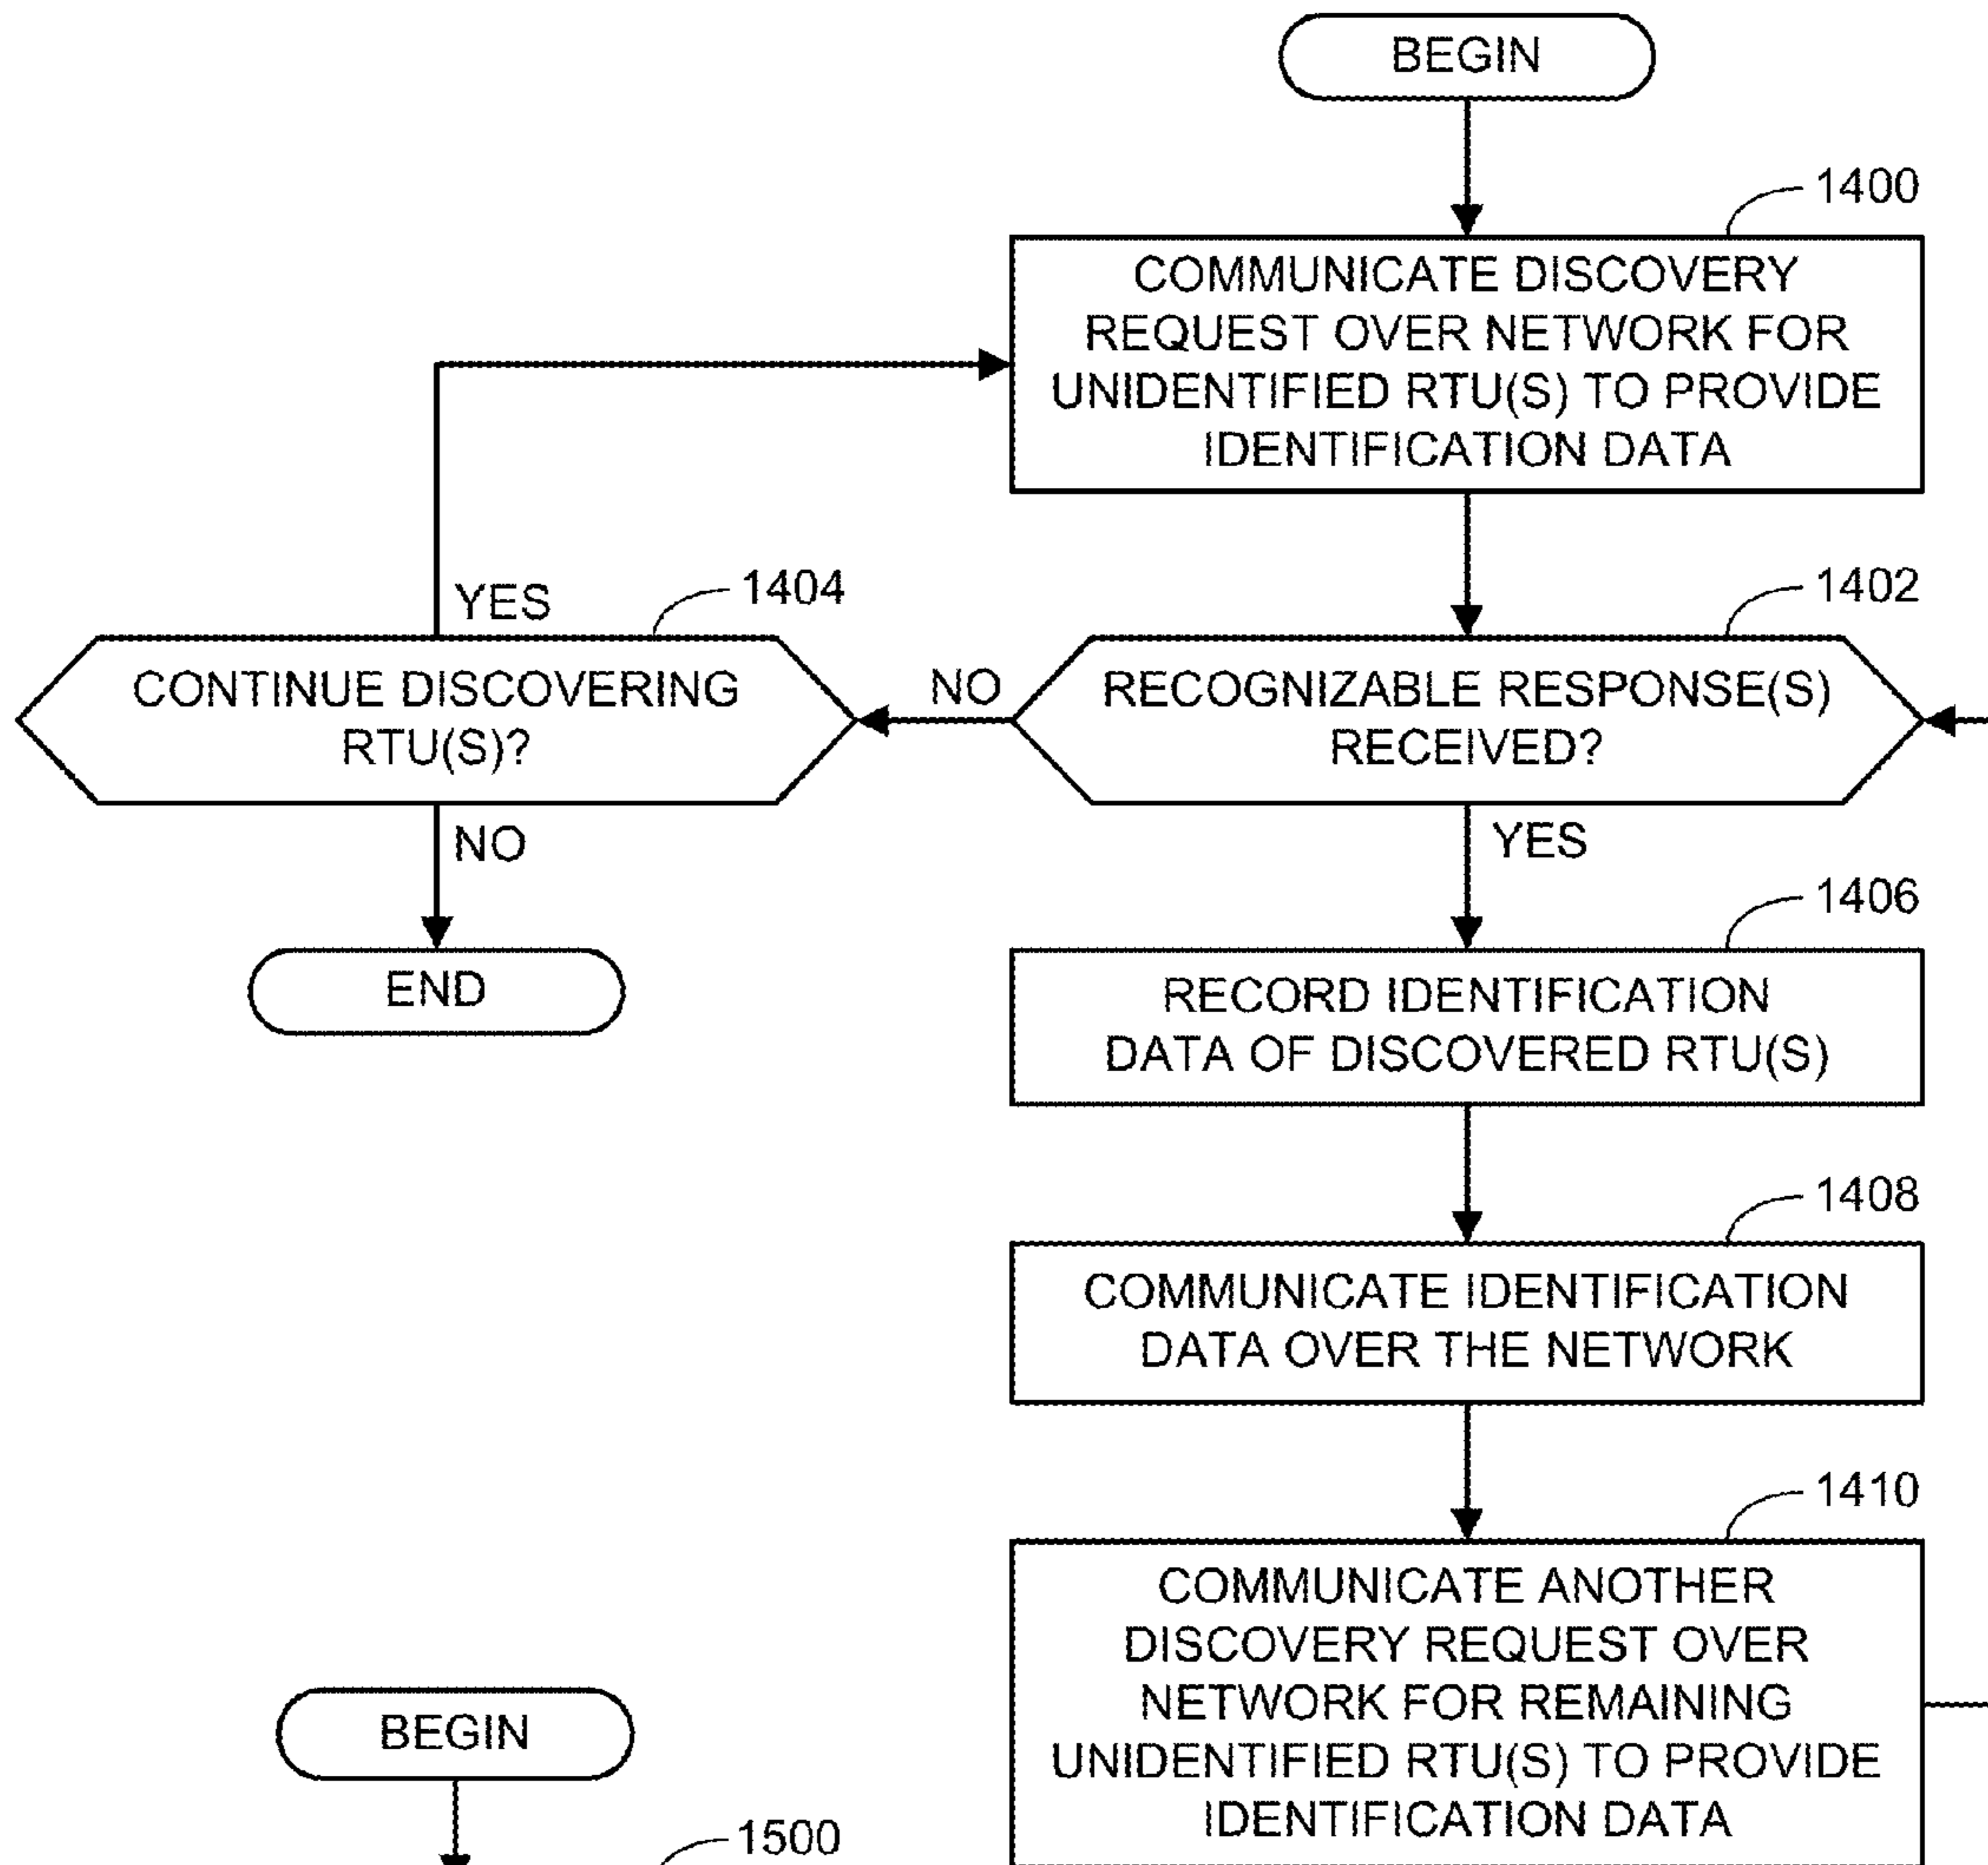 BEGIN
1400
COMMUNICATE DISCOVERY
REQUEST OVER NETWORK FOR
UNIDENTIFIED RTU(S) TO PROVIDE
IDENTIFICATION DATA
YES
1404
1402
CONTINUE DISCOVERING
RTU(S)?
NO
RECOGNIZABLE RESPONSE(S)
RECEIVED?
NO
YES
1406
END
RECORD IDENTIFICATION
DATA OF DISCOVERED RTU(S)
1408
COMMUNICATE IDENTIFICATION
DATA OVER THE NETWORK
1410
COMMUNICATE ANOTHER
DISCOVERY REQUEST OVER
NETWORK FOR REMAINING
UNIDENTIFIED RTU(S) TO PROVIDE
IDENTIFICATION DATA
BEGIN
1500